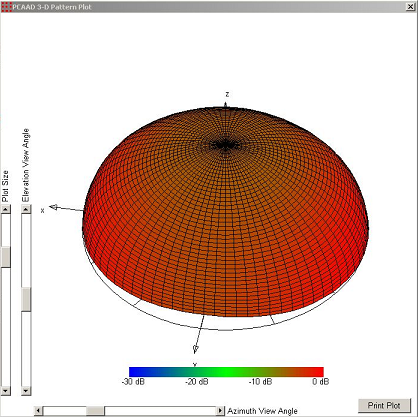 PCAAD 3-D Pattern Plot
z
Plot Size
Elevation View Angle
x
Y
-30 dB -20 dB -10 dB 0 dB
Azimuth View Angle
Print Plot